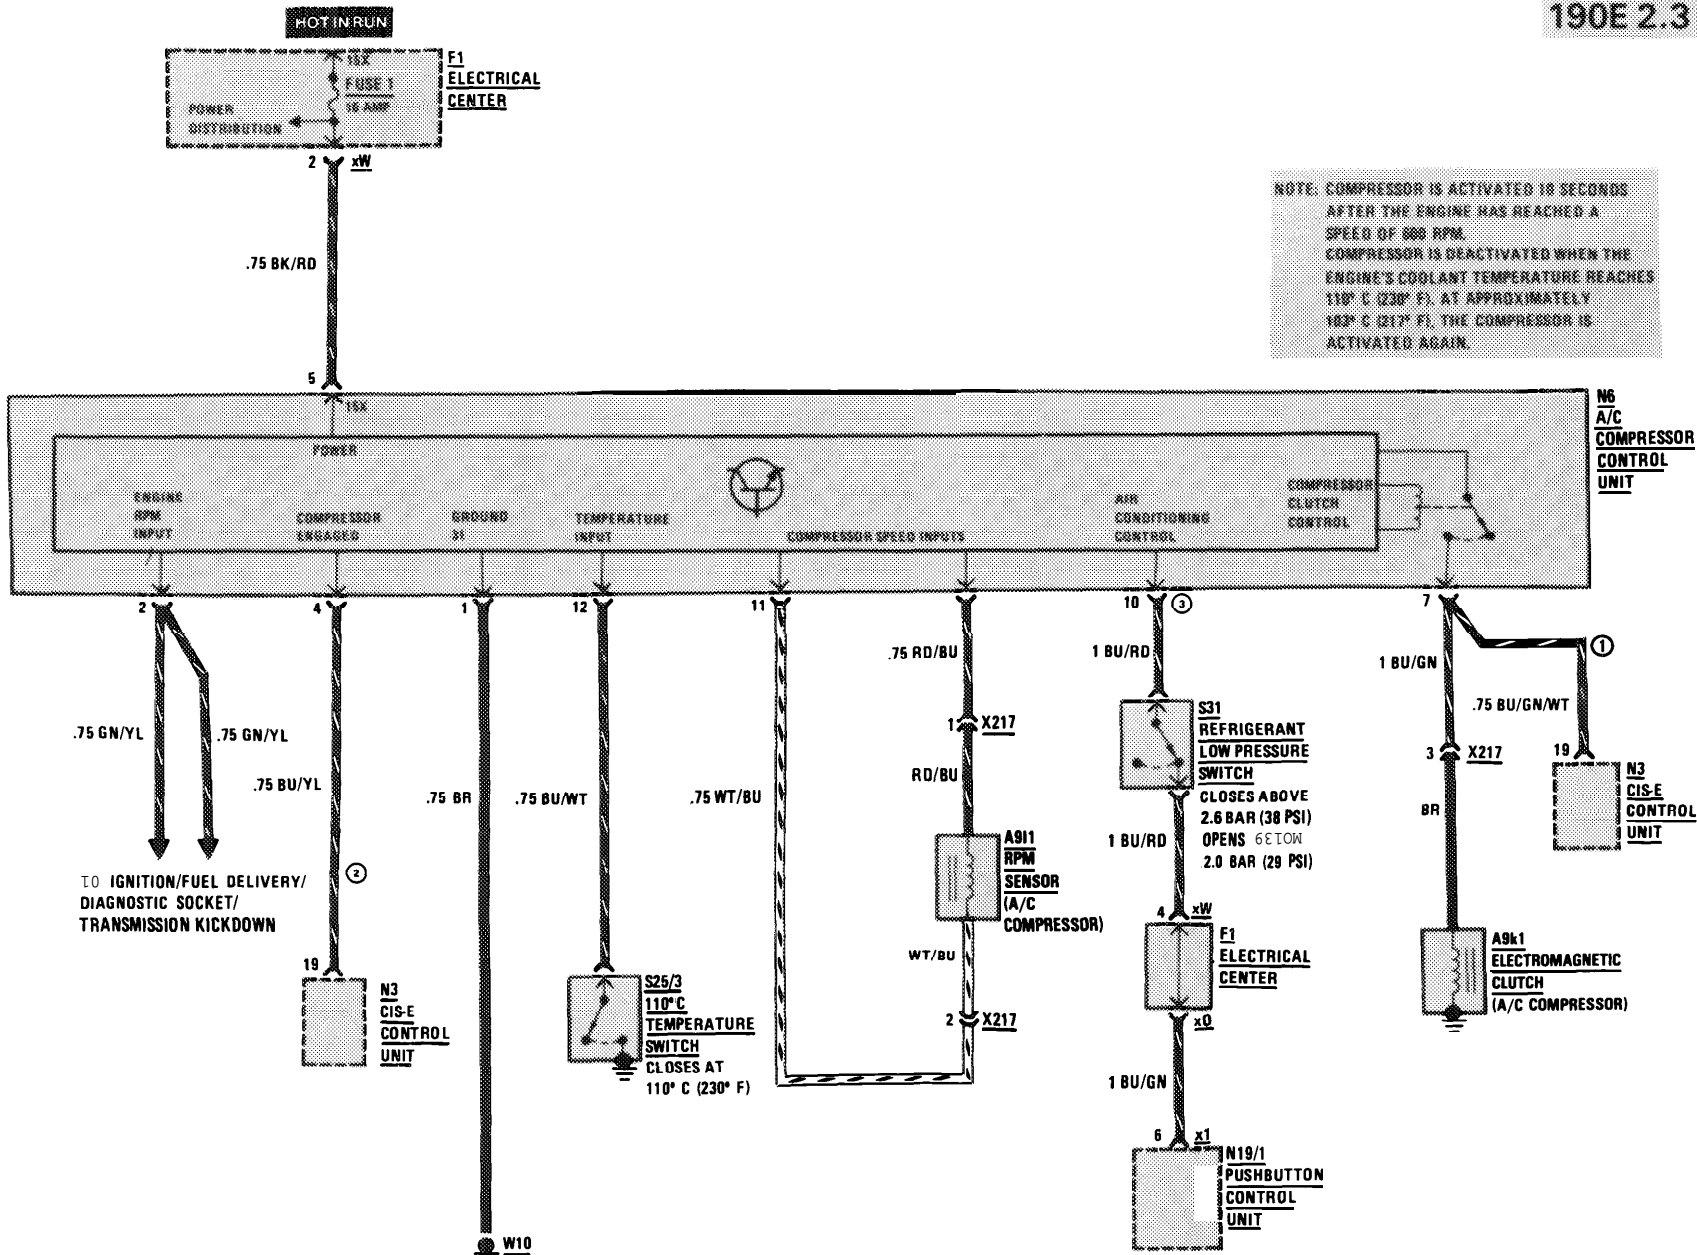 190E 2.3
HOT IN RUN
15X
FUSE 1
16 AMP
POWER
DISTRIBUTION
F1
ELECTRICAL
CENTER
2 xW
.75 BK/RD
NOTE: COMPRESSOR IS ACTIVATED 10 SECONDS
AFTER THE ENGINE HAS REACHED A
SPEED OF 600 RPM.
COMPRESSOR IS DEACTIVATED WHEN THE
ENGINE'S COOLANT TEMPERATURE REACHES
110° C (230° F). AT APPROXIMATELY
103° C (217° F), THE COMPRESSOR IS
ACTIVATED AGAIN.
5
15X
POWER
N6
A/C
COMPRESSOR
CONTROL
UNIT
ENGINE
RPM
INPUT
COMPRESSOR
ENGAGED
GROUND
31
TEMPERATURE
INPUT
COMPRESSOR SPEED INPUTS
AIR
CONDITIONING
CONTROL
COMPRESSOR
CLUTCH
CONTROL
2
4
1
12
11
10 3
7
1
.75 GN/YL
.75 GN/YL
TO IGNITION/FUEL DELIVERY/
DIAGNOSTIC SOCKET/
TRANSMISSION KICKDOWN
.75 BU/YL
2
19
N3
CIS-E
CONTROL
UNIT
.75 BR
W10
.75 BU/WT
S25/3
110°C
TEMPERATURE
SWITCH
CLOSES AT
110° C (230° F)
.75 WT/BU
.75 RD/BU
1 X217
RD/BU
A9l1
RPM
SENSOR
(A/C
COMPRESSOR)
WT/BU
2 X217
1 BU/RD
S31
REFRIGERANT
LOW PRESSURE
SWITCH
CLOSES ABOVE
2.6 BAR (38 PSI)
OPENS
2.0 BAR (29 PSI)
1 BU/RD
4 xW
F1
ELECTRICAL
CENTER
xO
1 BU/GN
6 x1
N19/1
PUSHBUTTON
CONTROL
UNIT
1 BU/GN
3 X217
BR
A9k1
ELECTROMAGNETIC
CLUTCH
(A/C COMPRESSOR)
.75 BU/GN/WT
19
N3
CIS-E
CONTROL
UNIT